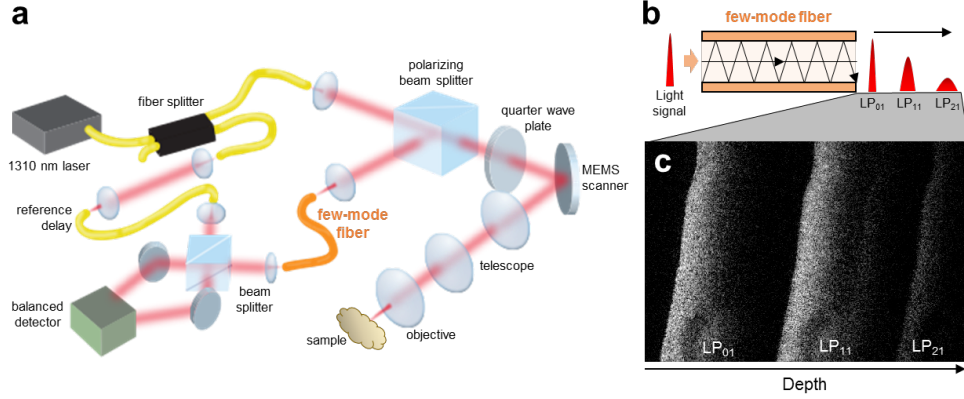 a
polarizing
beam splitter
fiber splitter
quarter wave
plate
1310 nm laser
MEMS
scanner
reference
delay
few-mode
fiber
telescope
beam
splitter
balanced
detector
objective
sample
b
few-mode fiber
Light
signal
LP01
LP11
LP21
c
LP01
LP11
LP21
Depth